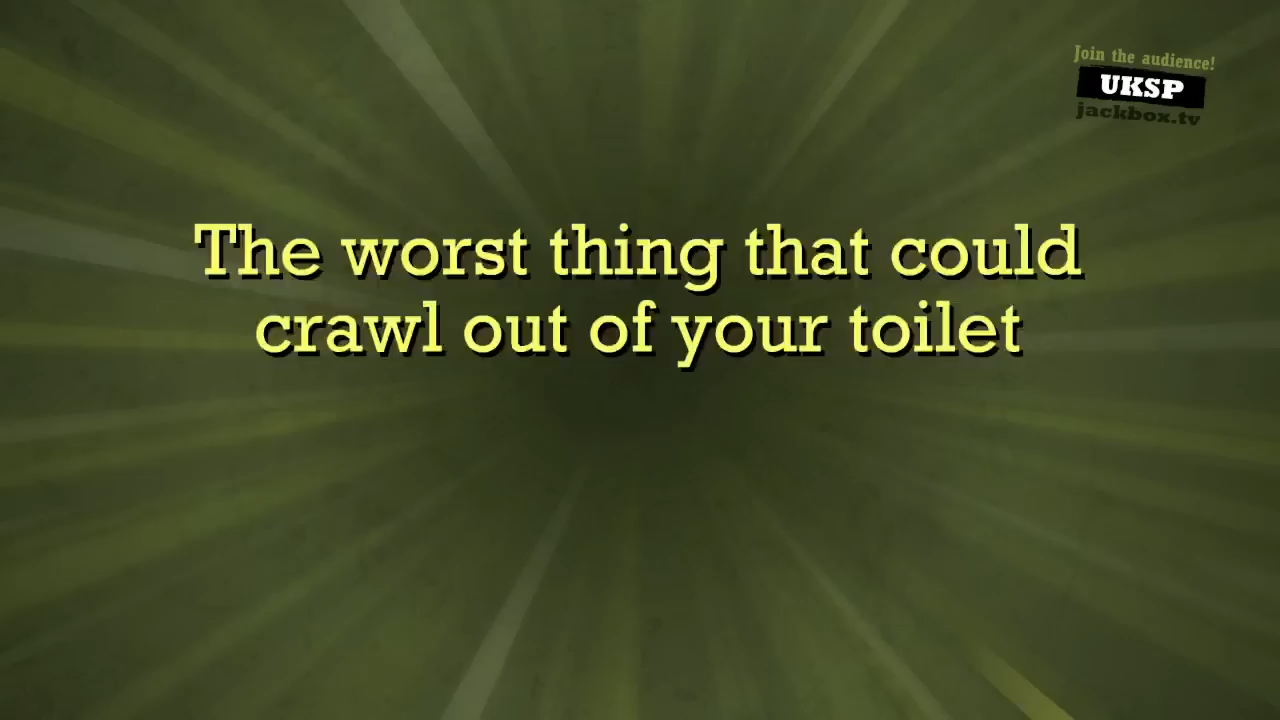 Join the audience!
UKSP
jackbox.tv
The worst thing that could
crawl out of your toilet